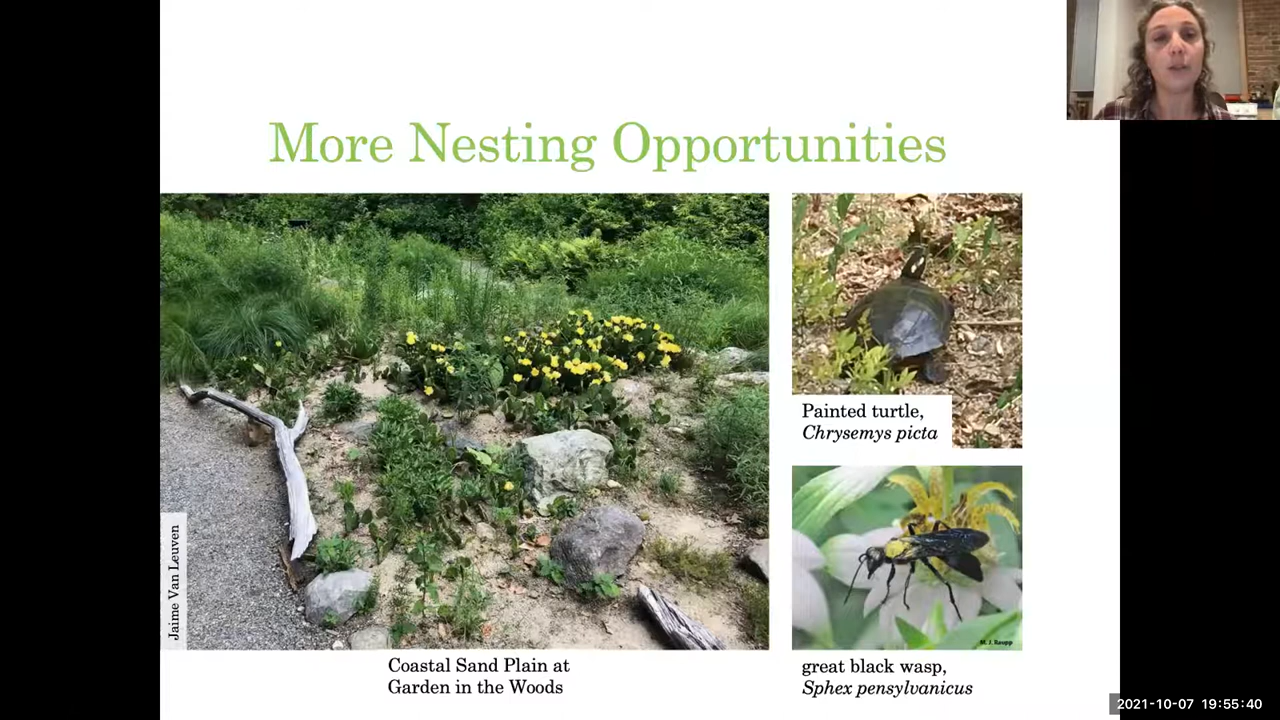 More Nesting Opportunities
Jaime Van Leuven
Painted turtle,
Chrysemys picta
M. J. Raupp
Coastal Sand Plain at
Garden in the Woods
great black wasp,
Sphex pensylvanicus
2021-10-07 19:55:40